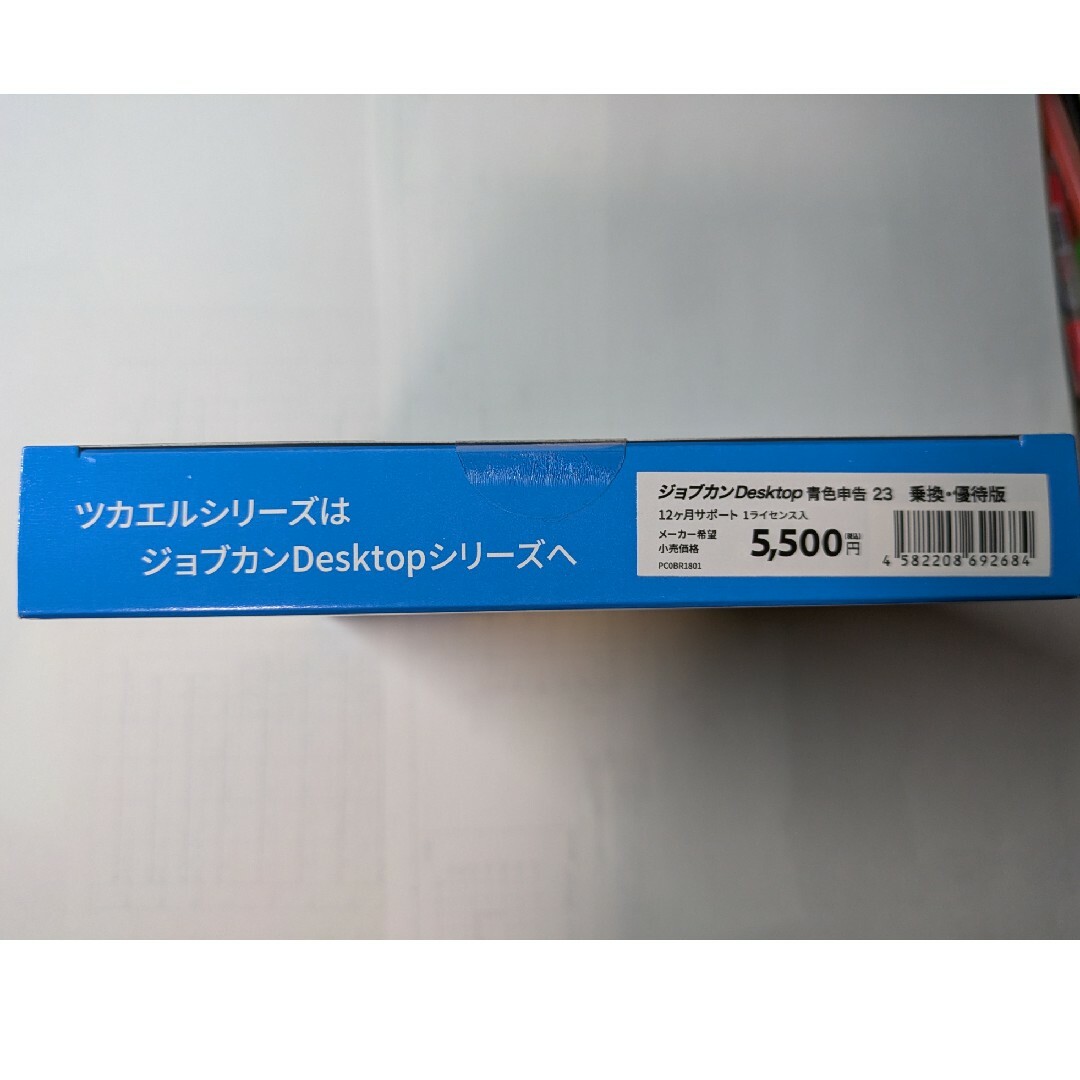 ツカエルシリーズは
ジョブカンDesktopシリーズへ
ジョブカンDesktop 青色申告 23 乗換・優待版
12ヶ月サポート 1ライセンス入
メーカー希望
小売価格
5,500円(税込)
PC0BR1801
4 582208 692684